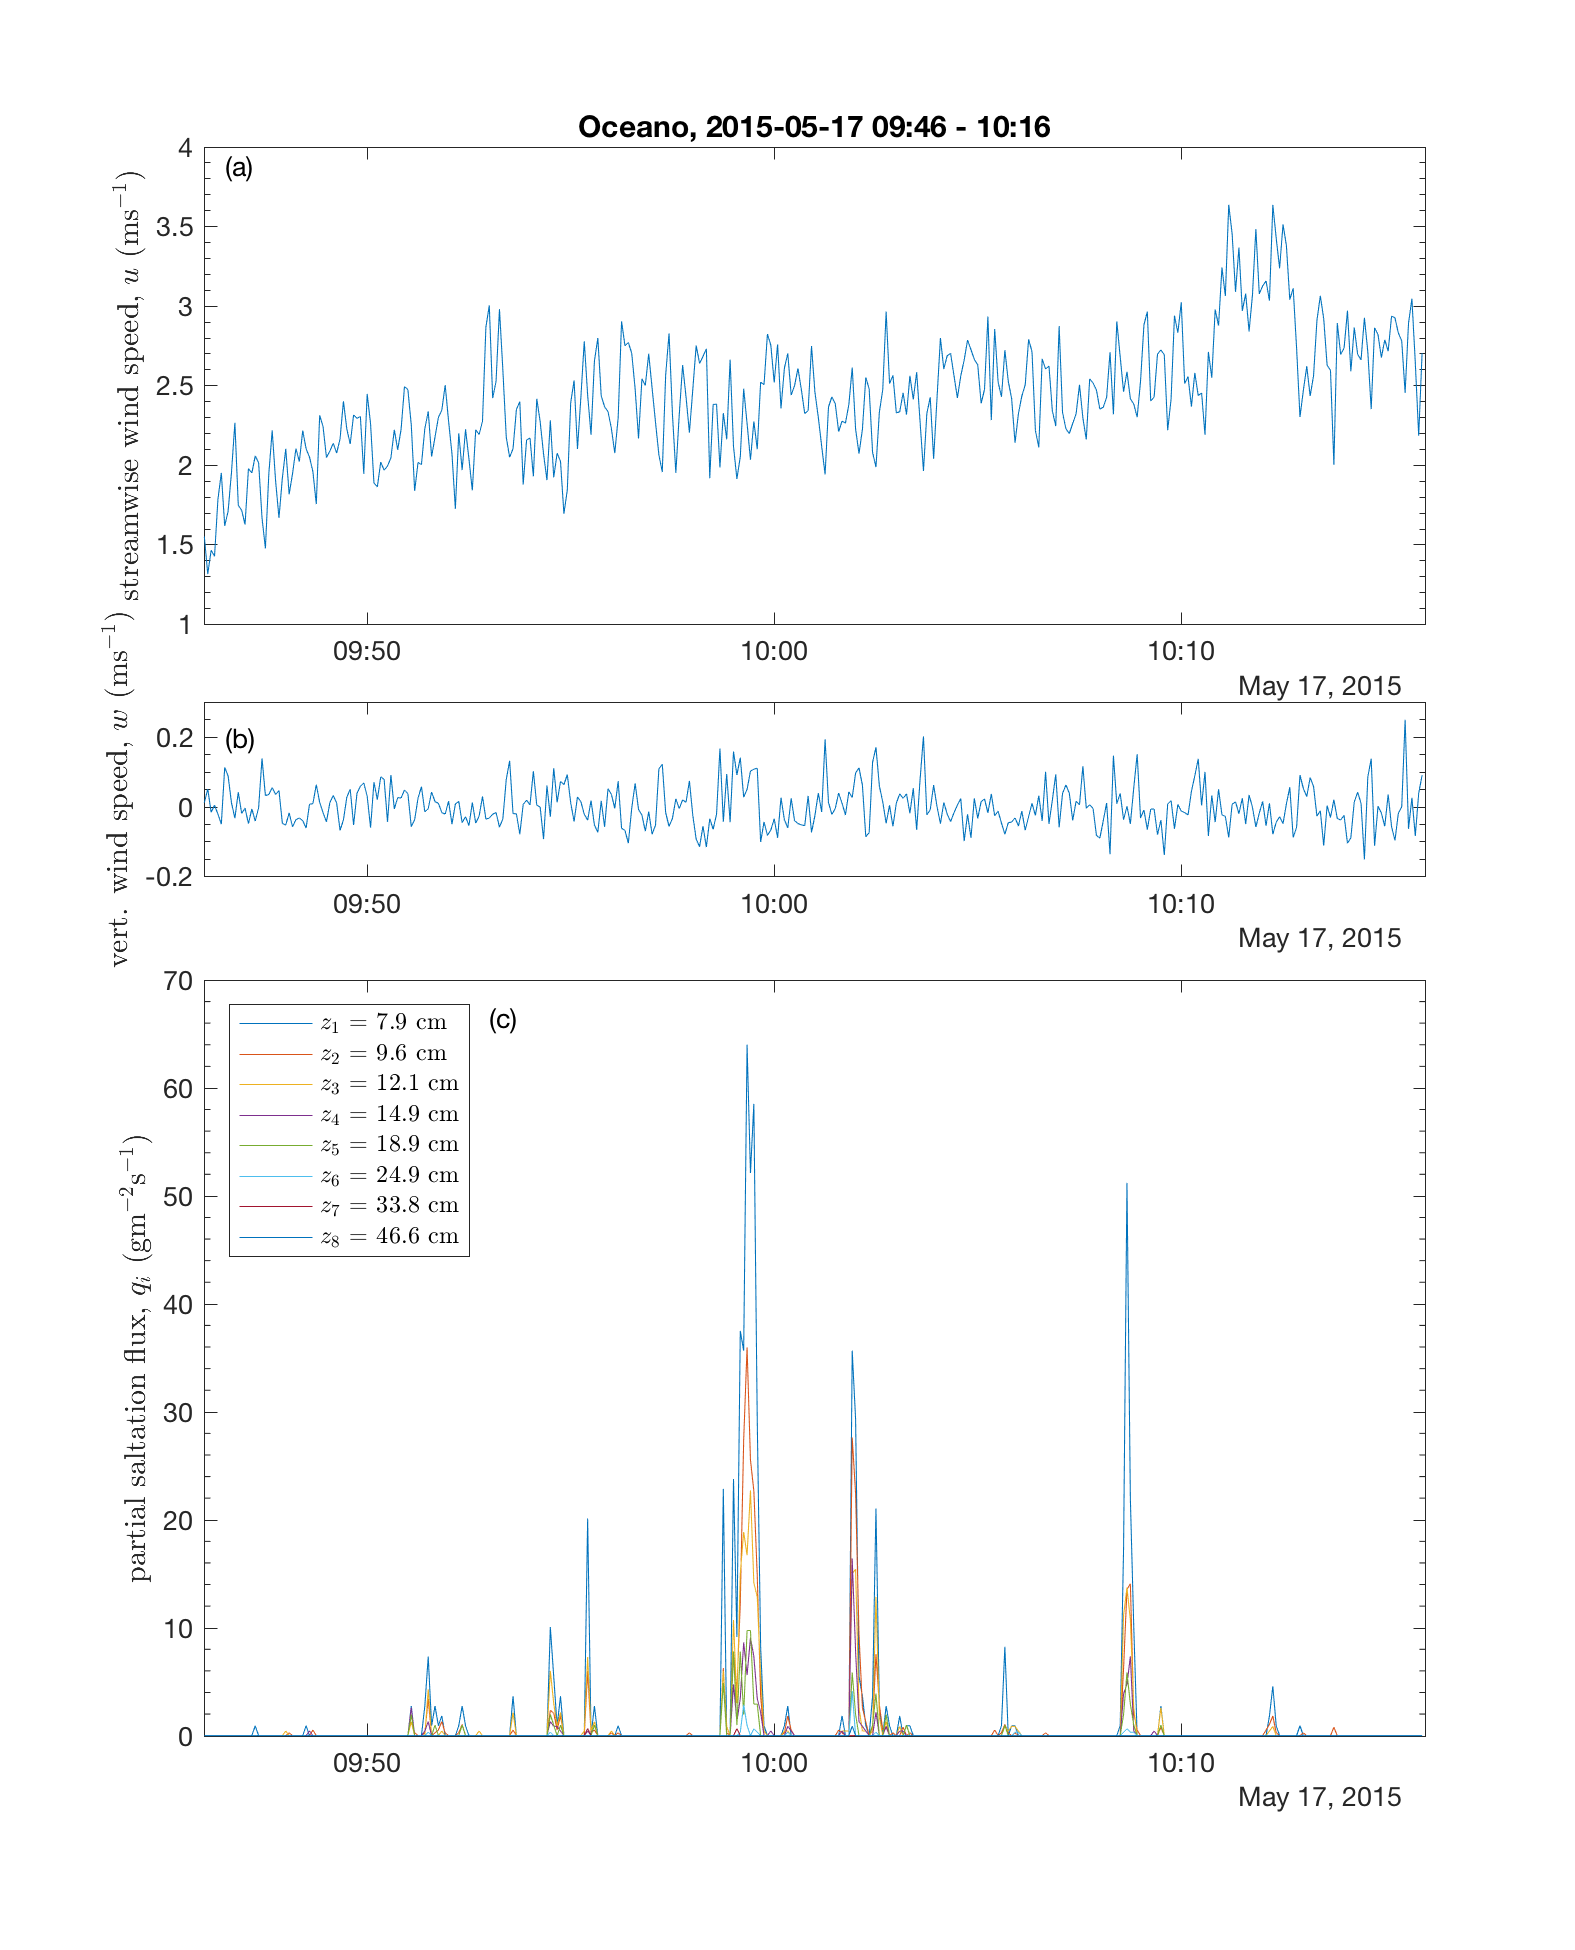 Oceano, 2015-05-17 09:46 - 10:16
(a)
streamwise wind speed, u (ms⁻¹)
4
3.5
3
2.5
2
1.5
1
09:50 10:00 10:10
May 17, 2015
(b)
vert. wind speed, w (ms⁻¹)
0.2
0
-0.2
09:50 10:00 10:10
May 17, 2015
(c)
partial saltation flux, qᵢ (gm⁻²s⁻¹)
70
60
50
40
30
20
10
0
z₁ = 7.9 cm
z₂ = 9.6 cm
z₃ = 12.1 cm
z₄ = 14.9 cm
z₅ = 18.9 cm
z₆ = 24.9 cm
z₇ = 33.8 cm
z₈ = 46.6 cm
09:50 10:00 10:10
May 17, 2015